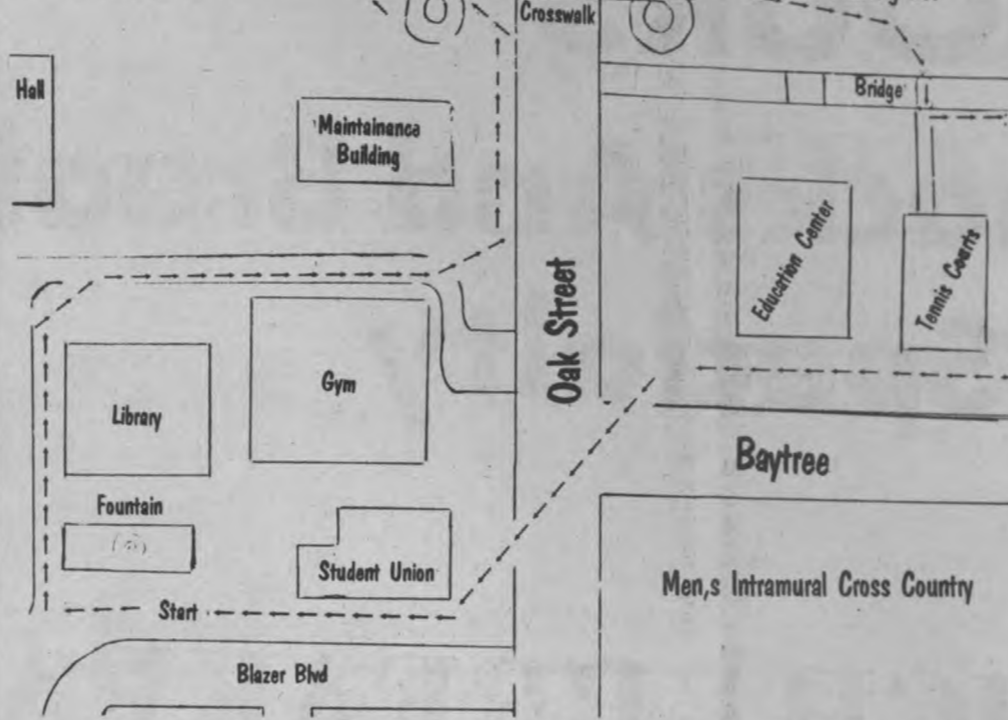 Crosswalk
Hall
Bridge
Maintainance
Building
Education Center
Tennis Courts
Oak Street
Gym
Library
Baytree
Fountain
Student Union
Men,s Intramural Cross Country
Start
Blazer Blvd